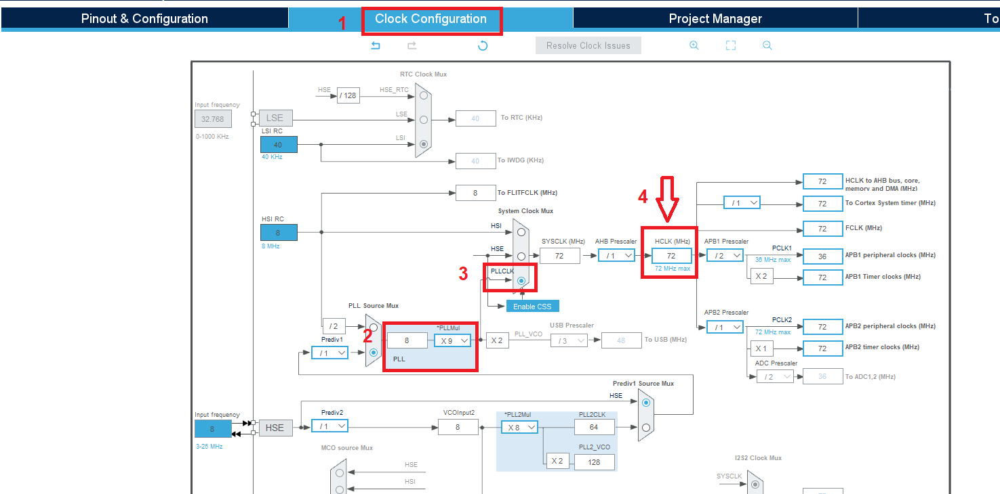 Pinout & Configuration
1
Clock Configuration
Project Manager
To
Resolve Clock Issues
RTC Clock Mux
HSE
/ 128
HSE_RTC
Input frequency
32.768
0-1000 KHz
LSE
LSE
40
To RTC (KHz)
LSI RC
40
40 KHz
LSI
40
To IWDG (KHz)
8
To FLITFCLK (MHz)
4
72
HCLK to AHB bus, core,
memory and DMA (MHz)
/ 1
72
To Cortex System timer (MHz)
System Clock Mux
HSI RC
8
8 MHz
HSI
72
FCLK (MHz)
HSE
SYSCLK (MHz)
72
AHB Prescaler
/ 1
HCLK (MHz)
72
72 MHz max
APB1 Prescaler
/ 2
PCLK1
36 MHz max
36
APB1 peripheral clocks (MHz)
X 2
72
APB1 Timer clocks (MHz)
3
PLLCLK
Enable CSS
PLL Source Mux
/ 2
2
Prediv1
/ 1
8
*PLLMul
X 9
PLL
X 2
PLL_VCO
USB Prescaler
/ 3
48
To USB (MHz)
APB2 Prescaler
/ 1
PCLK2
72 MHz max
72
APB2 peripheral clocks (MHz)
X 1
72
APB2 timer clocks (MHz)
ADC Prescaler
/ 2
36
To ADC1,2 (MHz)
Prediv1 Source Mux
HSE
Input frequency
8
3-25 MHz
HSE
Prediv2
/ 1
VCOInput2
8
*PLL2Mul
X 8
PLL2CLK
64
PLL2_VCO
X 2
128
MCO source Mux
HSE
HSI
I2S2 Clock Mux
SYSCLK